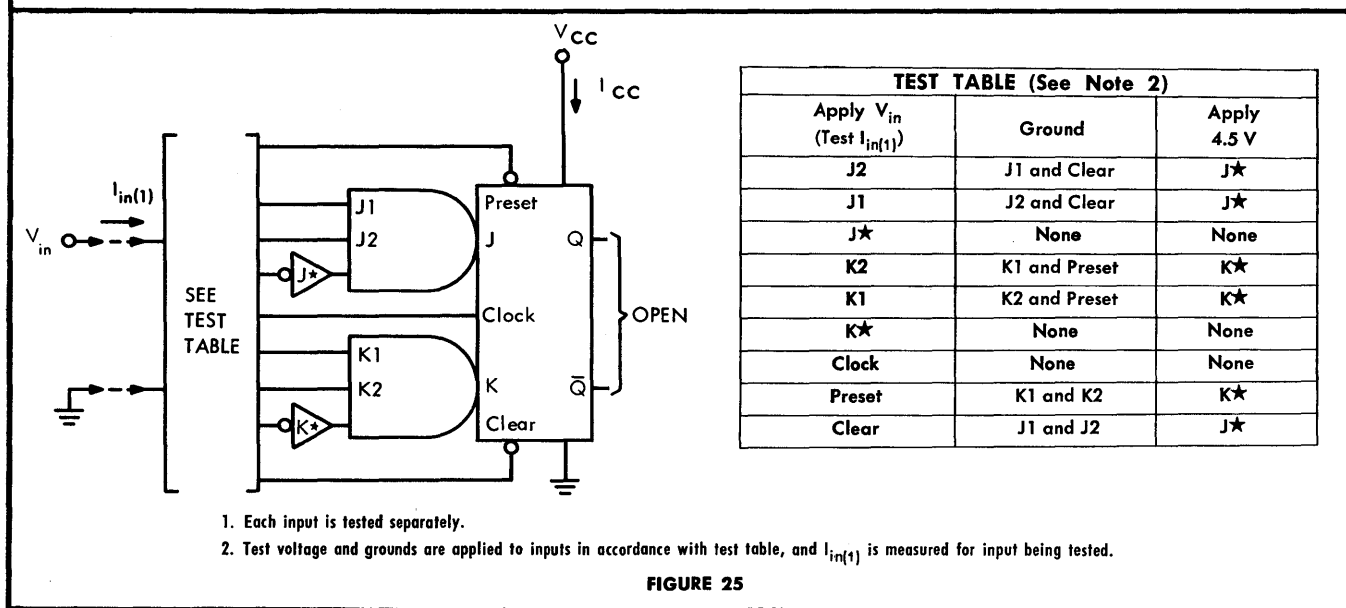 V CC
I CC
I in(1)
V in
SEE
TEST
TABLE
J1
J2
J★
K1
K2
K★
Preset
J
Q
Clock
K
Q̅
Clear
OPEN
TEST TABLE (See Note 2)
Apply V in (Test I in(1)) Ground Apply 4.5 V
J2 J1 and Clear J★
J1 J2 and Clear J★
J★ None None
K2 K1 and Preset K★
K1 K2 and Preset K★
K★ None None
Clock None None
Preset K1 and K2 K★
Clear J1 and J2 J★
1. Each input is tested separately.
2. Test voltage and grounds are applied to inputs in accordance with test table, and I in(1) is measured for input being tested.
FIGURE 25